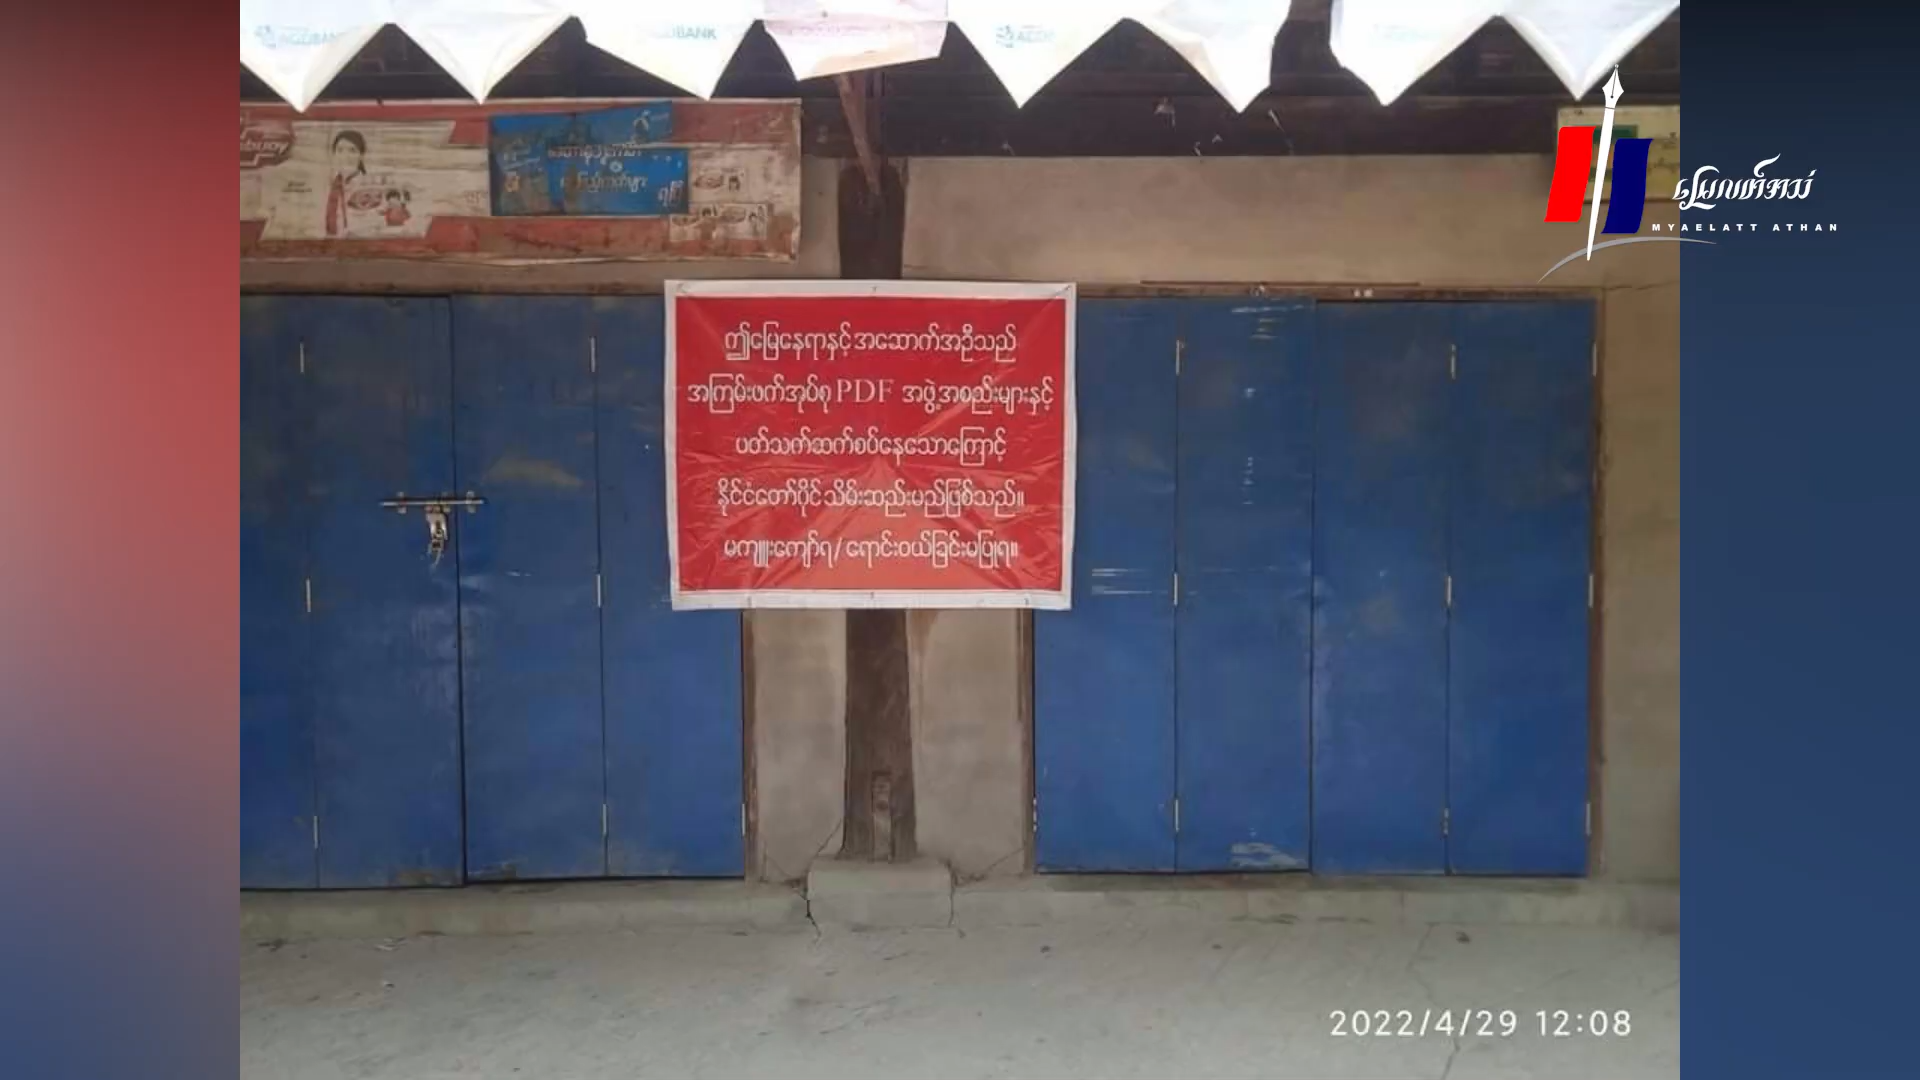 AGDBANK
မြေလတ်အသံ
MYAELATT ATHAN
ဤမြေနေရာနှင့် အဆောက်အဦသည်
အကြမ်းဖက်အုပ်စု PDF အဖွဲ့အစည်းများနှင့်
ပတ်သက်ဆက်စပ်နေသောကြောင့်
နိုင်ငံတော်ပိုင် သိမ်းဆည်းမည်ဖြစ်သည်။
မကျူးကျော်ရ/ ရောင်းဝယ်ခြင်းမပြုရ။
2022/4/29 12:08